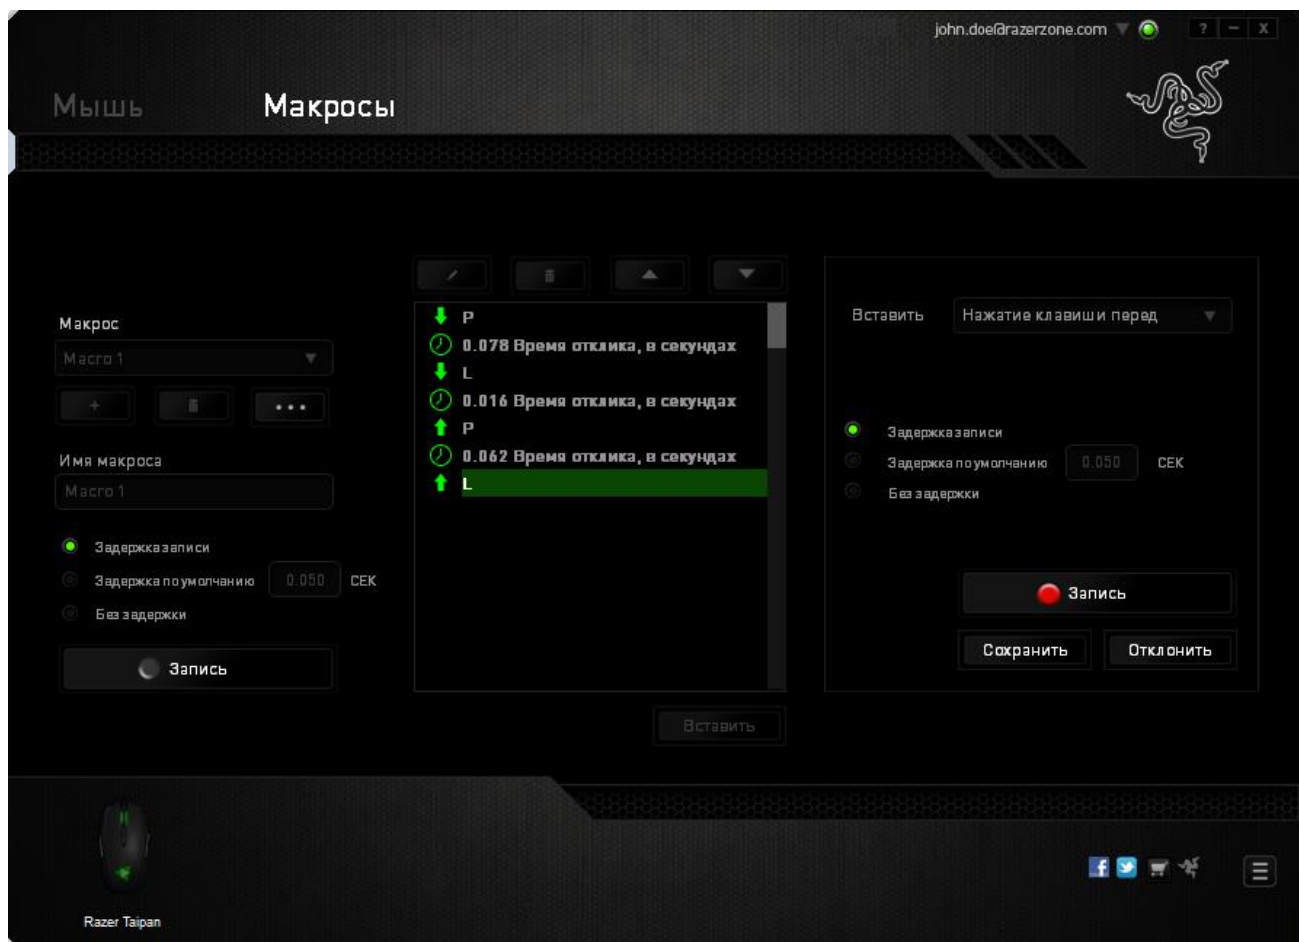 john.doe@razerzone.com
? – X
Мышь
Макросы
Макрос
Macro 1
+
•••
Имя макроса
Macro 1
Задержка записи
Задержка по умолчанию 0.050 СЕК
Без задержки
Запись
P
0.078 Время отклика, в секундах
L
0.016 Время отклика, в секундах
P
0.062 Время отклика, в секундах
L
Вставить
Вставить Нажатие клавиши перед
Задержка записи
Задержка по умолчанию 0.050 СЕК
Без задержки
Запись
Сохранить Отклонить
Razer Taipan